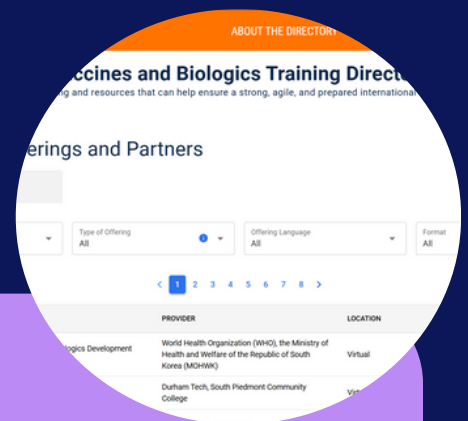 ABOUT THE DIRECTORY
ccines and Biologics Training Direct
ng and resources that can help ensure a strong, agile, and prepared international
erings and Partners
Type of Offering
All
Offering Language
All
Format
All
< 1 2 3 4 5 6 7 8 >
PROVIDER LOCATION
logics Development World Health Organization (WHO), the Ministry of
Health and Welfare of the Republic of South Virtual
Korea (MOHWK)
Durham Tech, South Piedmont Community
College